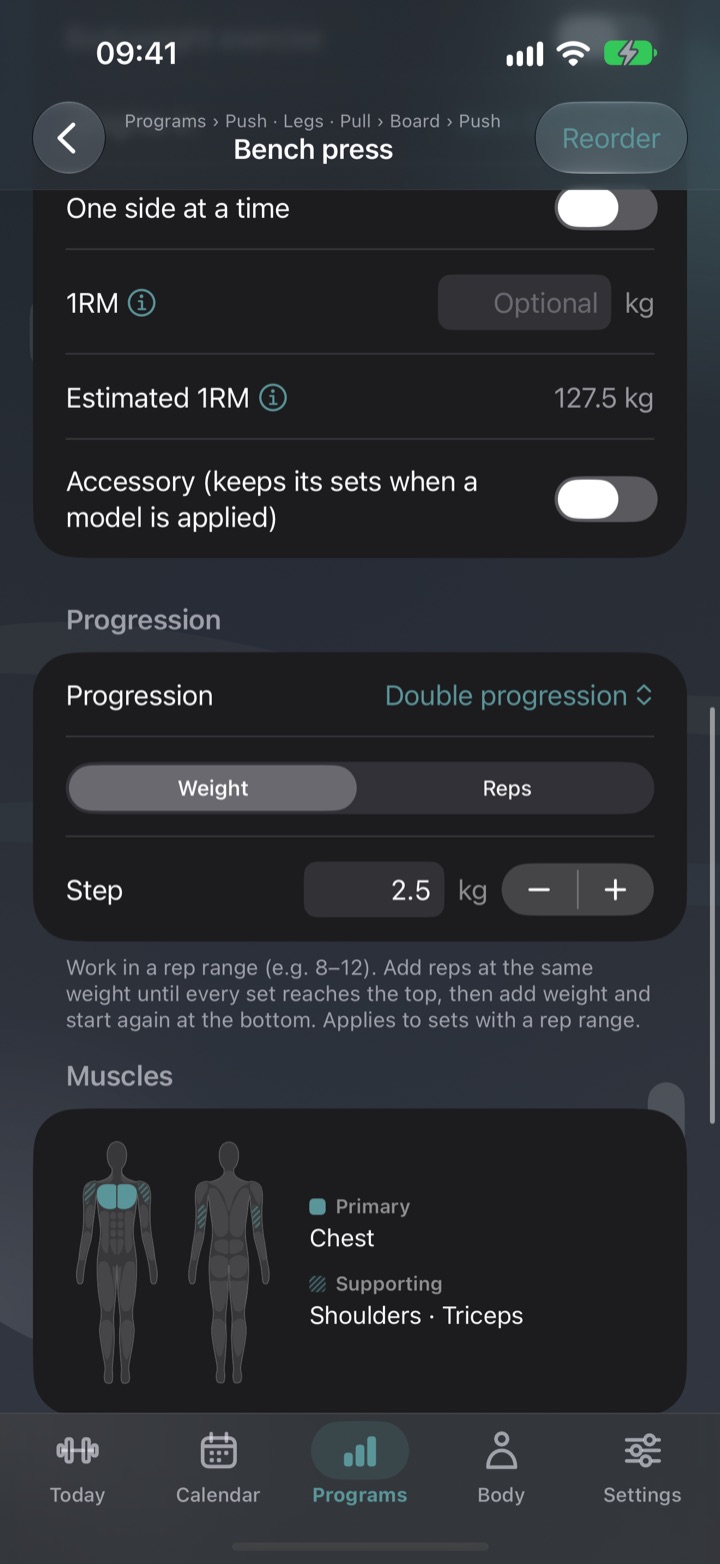 09:41
Programs › Push · Legs · Pull › Board › Push
Bench press
Reorder
One side at a time
1RM
Optional kg
Estimated 1RM
127.5 kg
Accessory (keeps its sets when a
model is applied)
Progression
Progression
Double progression
Weight
Reps
Step
2.5 kg
Work in a rep range (e.g. 8–12). Add reps at the same
weight until every set reaches the top, then add weight and
start again at the bottom. Applies to sets with a rep range.
Muscles
Primary
Chest
Supporting
Shoulders · Triceps
Today
Calendar
Programs
Body
Settings